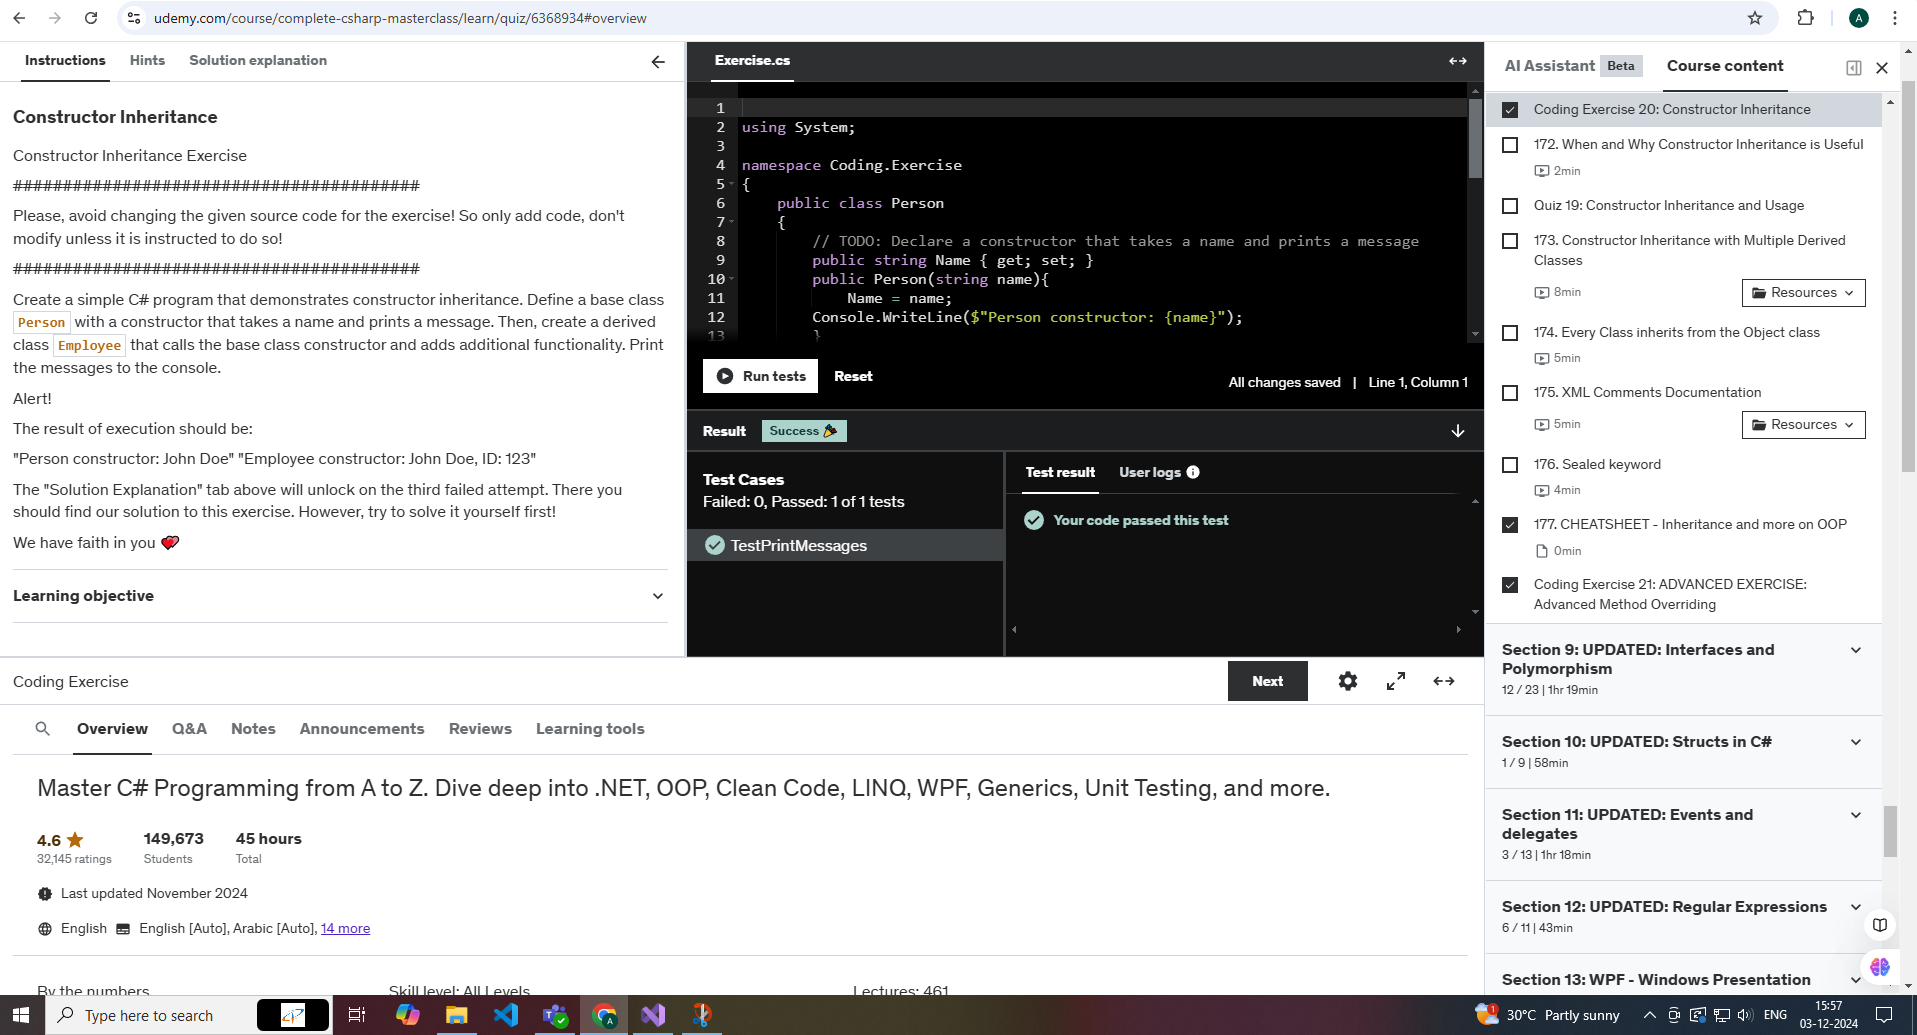 udemy.com/course/complete-csharp-masterclass/learn/quiz/6368934#overview
A
Instructions
Hints
Solution explanation
Constructor Inheritance
Constructor Inheritance Exercise
#########################################
Please, avoid changing the given source code for the exercise! So only add code, don't
modify unless it is instructed to do so!
#########################################
Create a simple C# program that demonstrates constructor inheritance. Define a base class
Person with a constructor that takes a name and prints a message. Then, create a derived
class Employee that calls the base class constructor and adds additional functionality. Print
the messages to the console.
Alert!
The result of execution should be:
"Person constructor: John Doe" "Employee constructor: John Doe, ID: 123"
The "Solution Explanation" tab above will unlock on the third failed attempt. There you
should find our solution to this exercise. However, try to solve it yourself first!
We have faith in you 💞
Learning objective
Exercise.cs
1
2 using System;
3
4 namespace Coding.Exercise
5 {
6 public class Person
7 {
8 // TODO: Declare a constructor that takes a name and prints a message
9 public string Name { get; set; }
10 public Person(string name){
11 Name = name;
12 Console.WriteLine($"Person constructor: {name}");
13 }
Run tests
Reset
All changes saved | Line 1, Column 1
Result
Success 🎉
Test Cases
Failed: 0, Passed: 1 of 1 tests
TestPrintMessages
Test result
User logs
Your code passed this test
AI Assistant Beta
Course content
Coding Exercise 20: Constructor Inheritance
172. When and Why Constructor Inheritance is Useful
2min
Quiz 19: Constructor Inheritance and Usage
173. Constructor Inheritance with Multiple Derived
Classes
8min
Resources
174. Every Class inherits from the Object class
5min
175. XML Comments Documentation
5min
Resources
176. Sealed keyword
4min
177. CHEATSHEET - Inheritance and more on OOP
0min
Coding Exercise 21: ADVANCED EXERCISE:
Advanced Method Overriding
Section 9: UPDATED: Interfaces and
Polymorphism
12 / 23 | 1hr 19min
Section 10: UPDATED: Structs in C#
1 / 9 | 58min
Section 11: UPDATED: Events and
delegates
3 / 13 | 1hr 18min
Section 12: UPDATED: Regular Expressions
6 / 11 | 43min
Section 13: WPF - Windows Presentation
Coding Exercise
Next
Overview
Q&A
Notes
Announcements
Reviews
Learning tools
Master C# Programming from A to Z. Dive deep into .NET, OOP, Clean Code, LINQ, WPF, Generics, Unit Testing, and more.
4.6 ★
32,145 ratings
149,673
Students
45 hours
Total
Last updated November 2024
English
English [Auto], Arabic [Auto], 14 more
By the numbers
Skill level: All Levels
Lectures: 461
Type here to search
1
30°C Partly sunny
ENG
15:57
03-12-2024